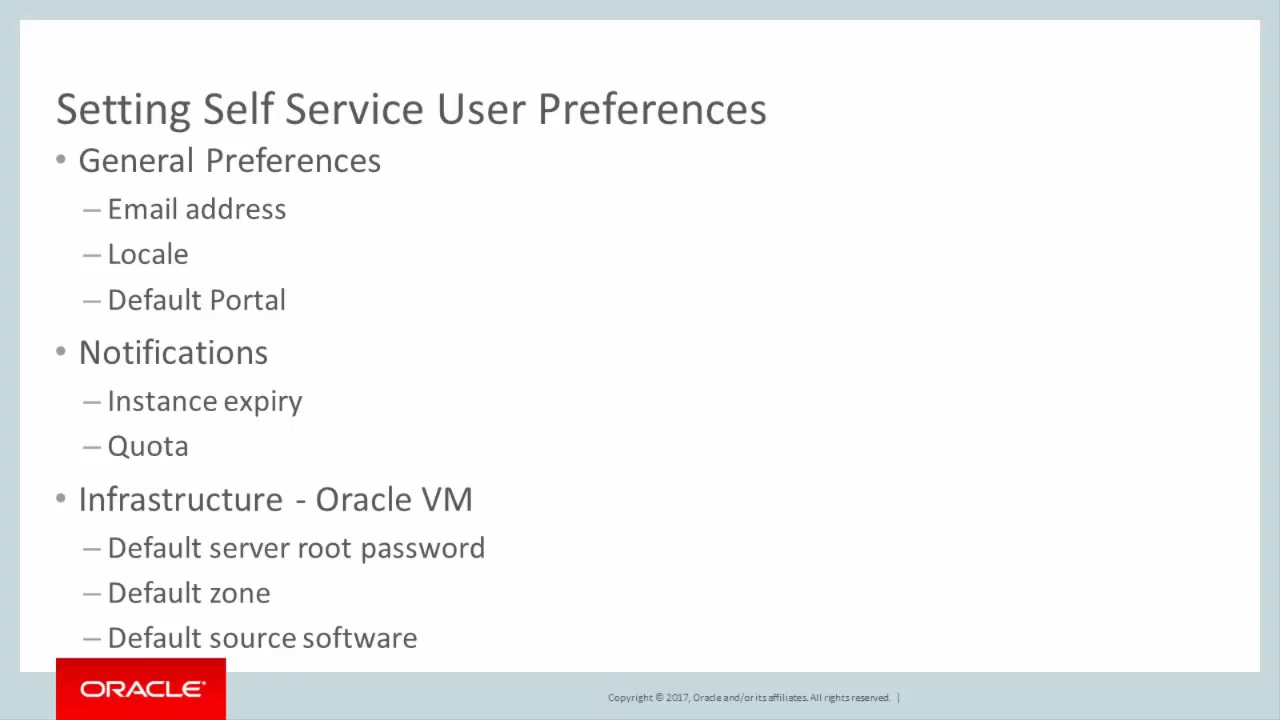 Setting Self Service User Preferences
• General Preferences
– Email address
– Locale
– Default Portal
• Notifications
– Instance expiry
– Quota
• Infrastructure - Oracle VM
– Default server root password
– Default zone
– Default source software
ORACLE®
Copyright © 2017, Oracle and/or its affiliates. All rights reserved. |